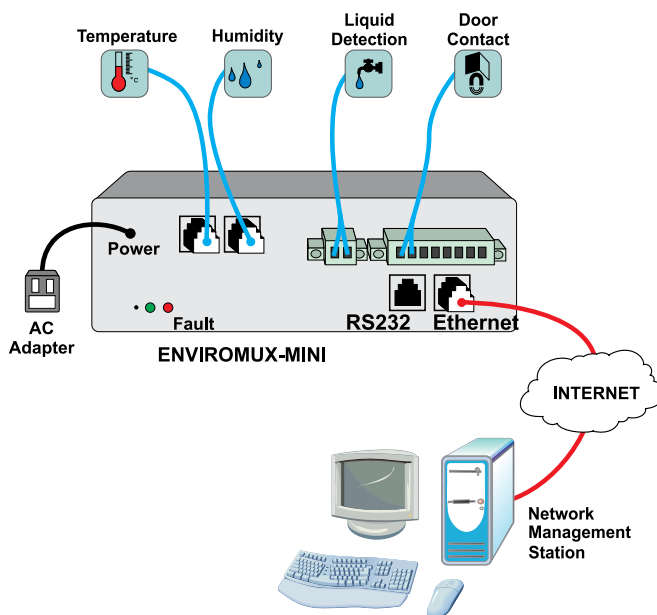 Temperature
Humidity
Liquid
Detection
Door
Contact
°C
Power
AC
Adapter
Fault
RS232
Ethernet
ENVIROMUX-MINI
INTERNET
Network
Management
Station